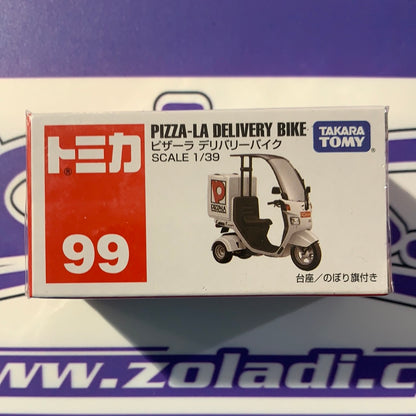 トミカ
®
99
PIZZA-LA DELIVERY BIKE
ピザーラ デリバリーバイク
SCALE 1/39
TAKARA
TOMY
台座/のぼり旗付き
www.zoladi.c